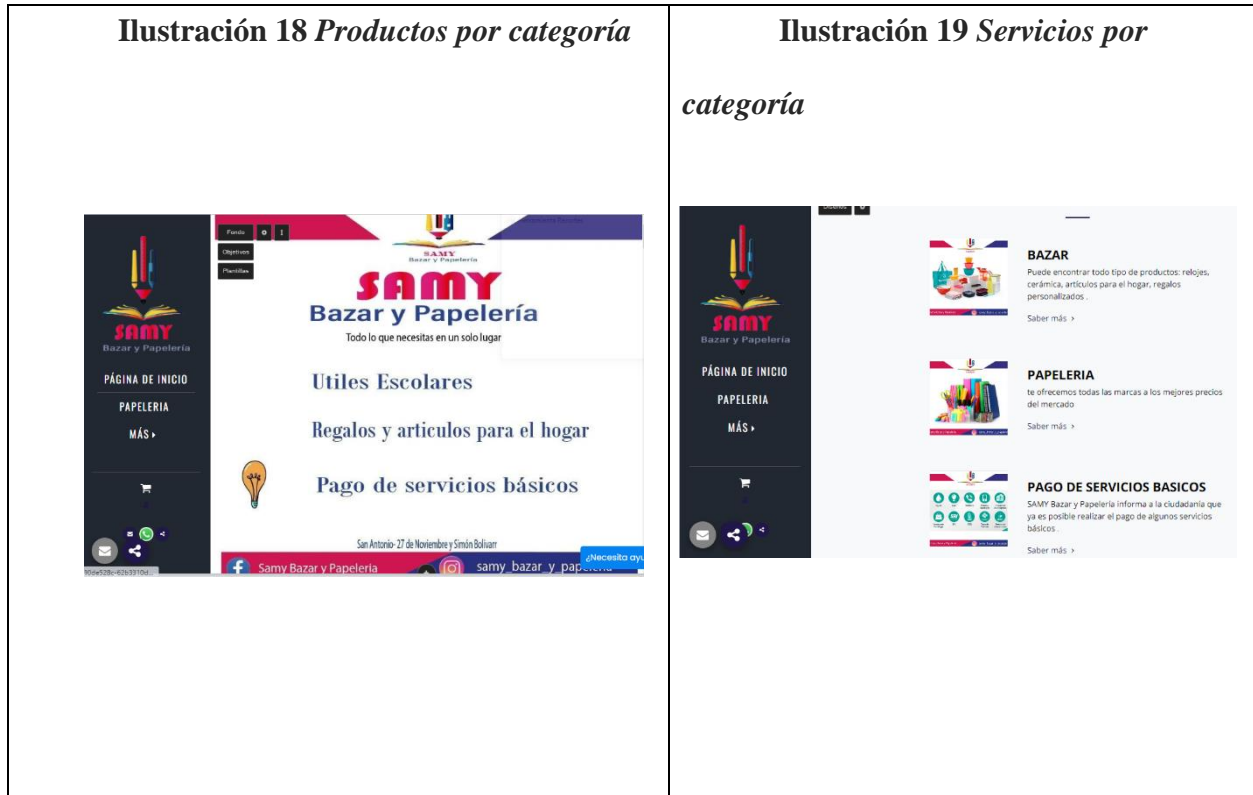 Ilustración 18 Productos por categoría
SAMY
Bazar y Papelería
PÁGINA DE INICIO
PAPELERIA
MÁS
Fondo
Objetivos
Plantillas
SAMY
Bazar y Papelería
SAMY
Bazar y Papelería
Todo lo que necesitas en un solo lugar
Utiles Escolares
Regalos y articulos para el hogar
Pago de servicios básicos
San Antonio- 27 de Noviembre y Simón Bolivarr
Samy Bazar y Papeleria
samy_bazar_y_papeleria
¿Necesita ayu
Ilustración 19 Servicios por
categoría
SAMY
Bazar y Papelería
PÁGINA DE INICIO
PAPELERIA
MÁS
BAZAR
Puede encontrar todo tipo de productos: relojes,
cerámica, artículos para el hogar, regalos
personalizados .
Saber más >
PAPELERIA
te ofrecemos todas las marcas a los mejores precios
del mercado
Saber más >
PAGO DE SERVICIOS BASICOS
SAMY Bazar y Papelería informa a la ciudadanía que
ya es posible realizar el pago de algunos servicios
básicos .
Saber más >